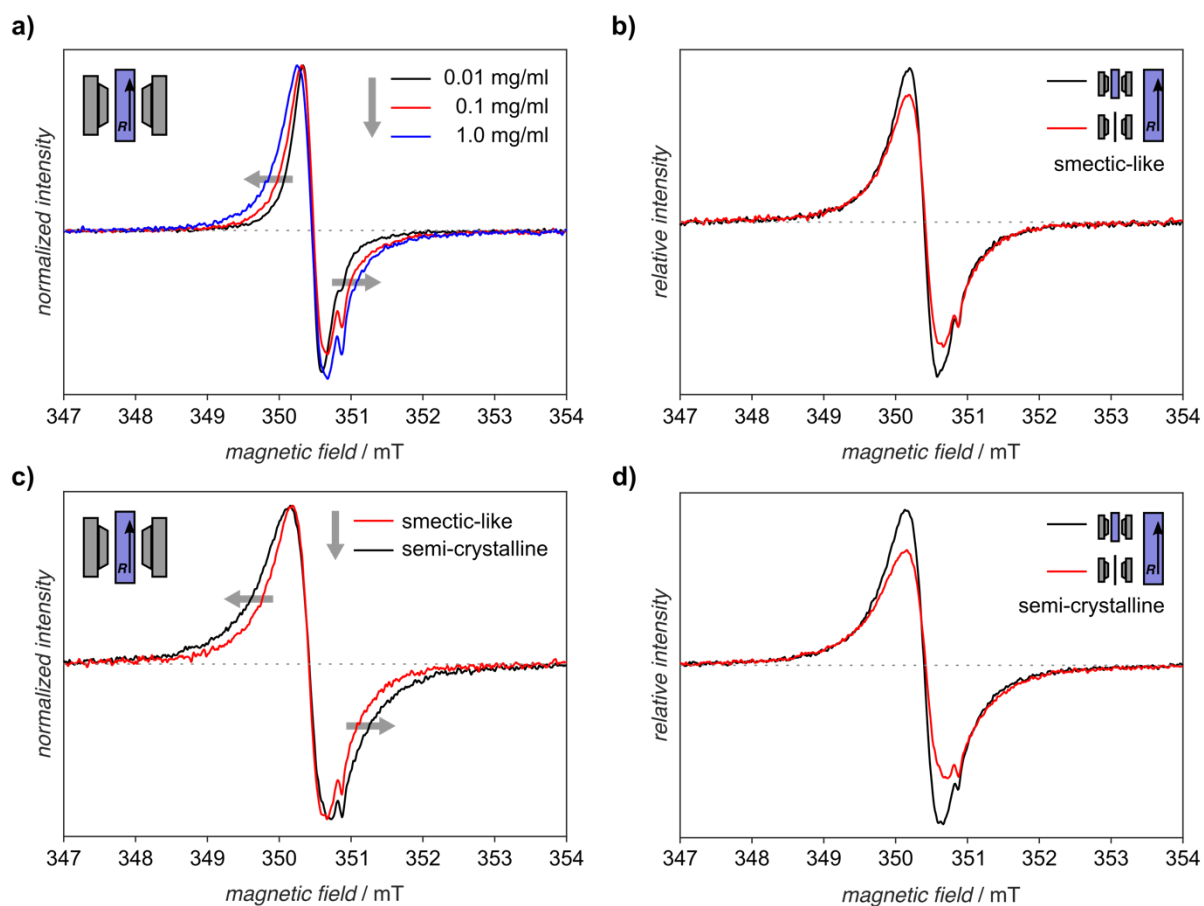 a)
normalized intensity
R
0.01 mg/ml
0.1 mg/ml
1.0 mg/ml
347 348 349 350 351 352 353 354
magnetic field / mT
b)
relative intensity
R
smectic-like
347 348 349 350 351 352 353 354
magnetic field / mT
c)
normalized intensity
R
smectic-like
semi-crystalline
347 348 349 350 351 352 353 354
magnetic field / mT
d)
relative intensity
R
semi-crystalline
347 348 349 350 351 352 353 354
magnetic field / mT